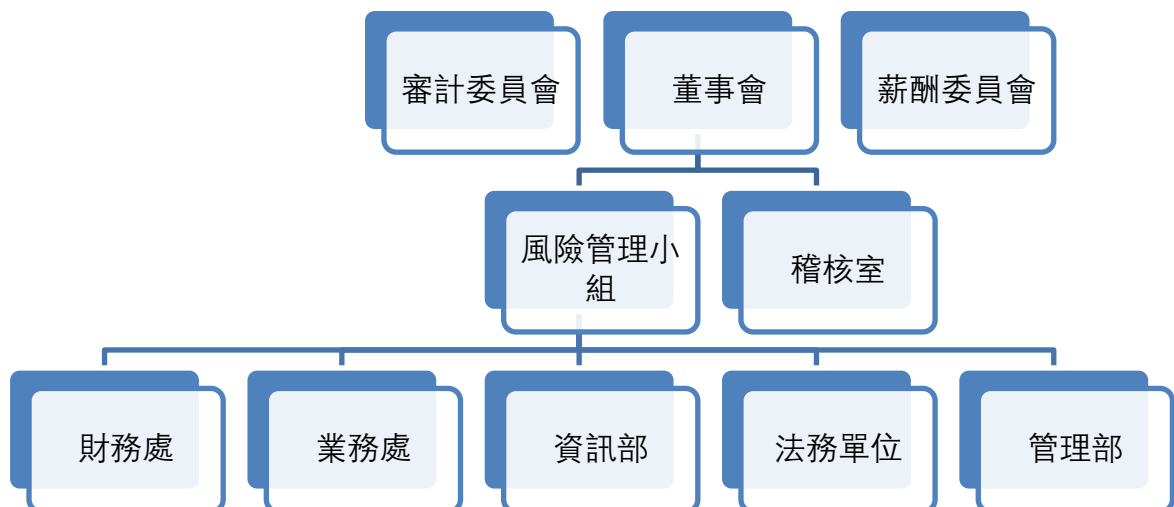 審計委員會
董事會
薪酬委員會
風險管理小
組
稽核室
財務處
業務處
資訊部
法務單位
管理部